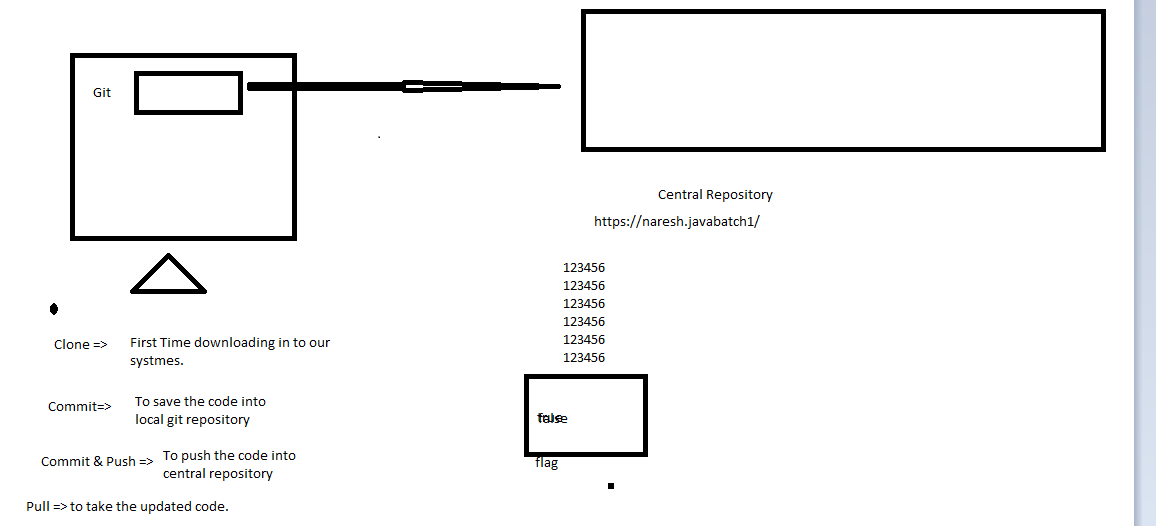 Git
Central Repository
https://naresh.javabatch1/
123456
123456
123456
123456
123456
123456
Clone => First Time downloading in to our
systmes.
Commit=> To save the code into
local git repository
true
false
flag
Commit & Push => To push the code into
central repository
Pull => to take the updated code.